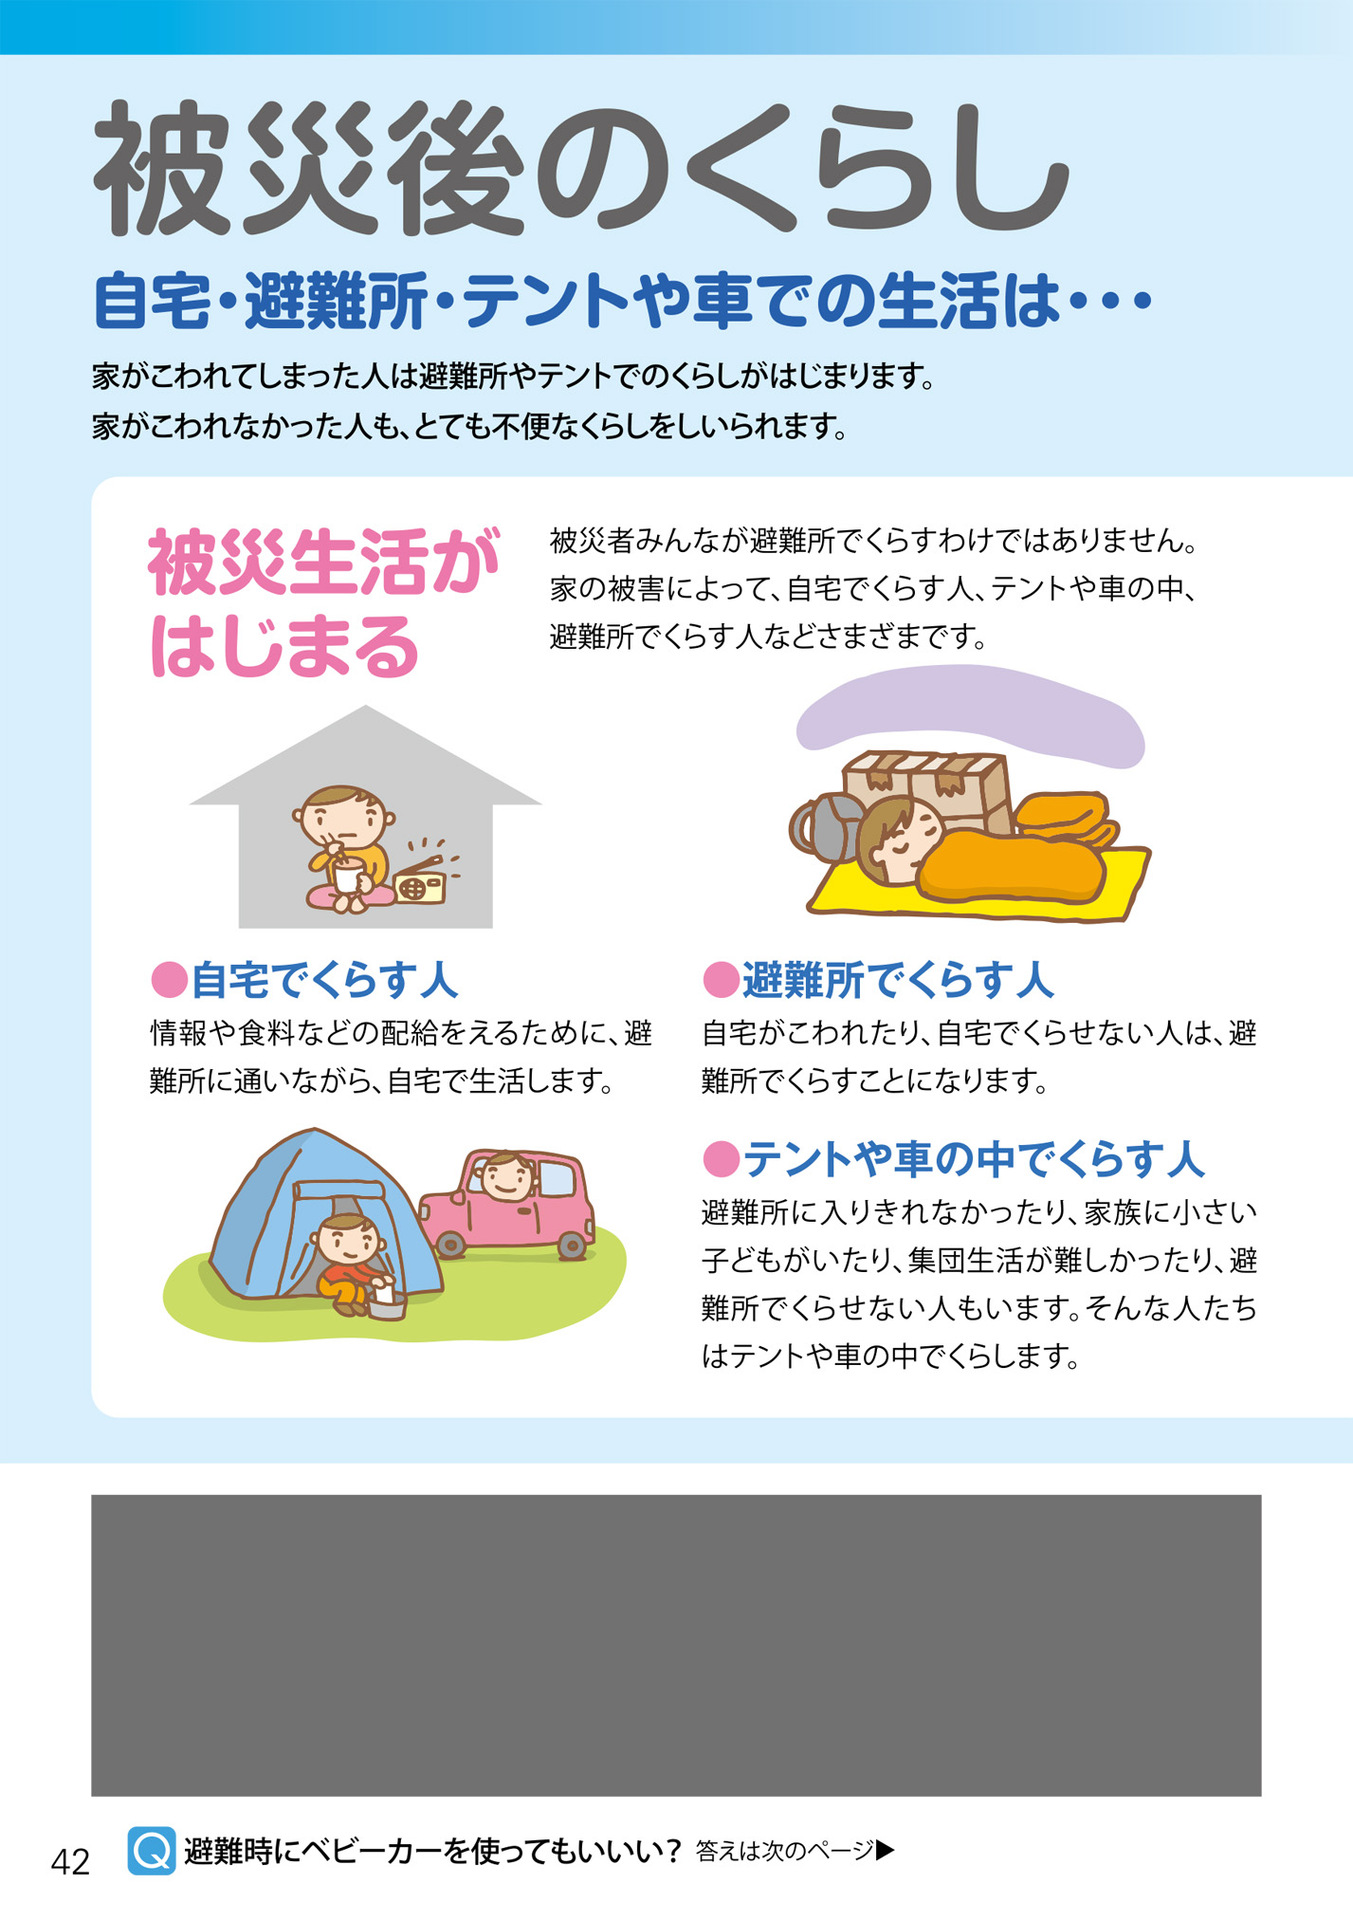 被災後のくらし
自宅・避難所・テントや車での生活は・・・
家がこわれてしまった人は避難所やテントでのくらしがはじまります。
家がこわれなかった人も、とても不便なくらしをしいられます。
被災生活が
はじまる
被災者みんなが避難所でくらすわけではありません。
家の被害によって、自宅でくらす人、テントや車の中、
避難所でくらす人などさまざまです。
●自宅でくらす人
情報や食料などの配給をえるために、避
難所に通いながら、自宅で生活します。
●避難所でくらす人
自宅がこわれたり、自宅でくらせない人は、避
難所でくらすことになります。
●テントや車の中でくらす人
避難所に入りきれなかったり、家族に小さい
子どもがいたり、集団生活が難しかったり、避
難所でくらせない人もいます。そんな人たち
はテントや車の中でくらします。
42
Q 避難時にベビーカーを使ってもいいい？ 答えは次のページ▶